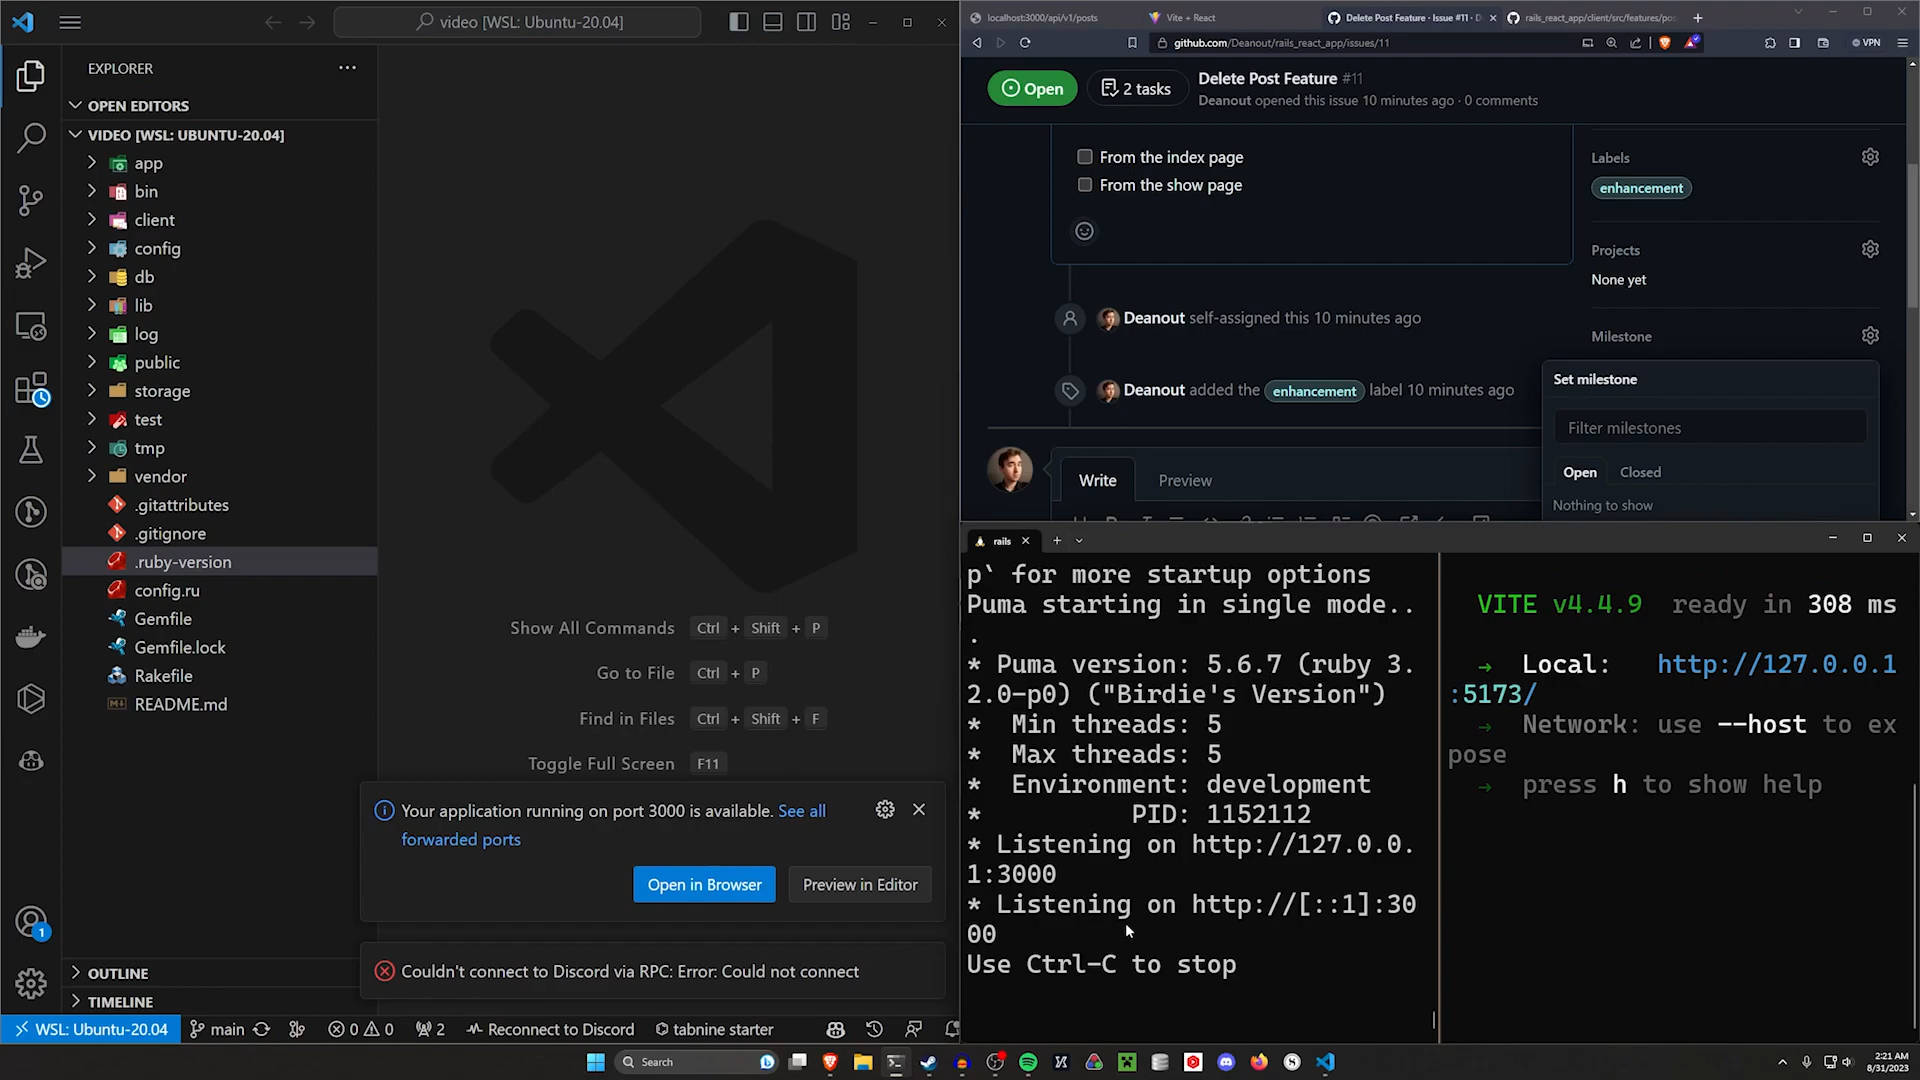 video [WSL: Ubuntu-20.04]
EXPLORER
OPEN EDITORS
VIDEO [WSL: UBUNTU-20.04]
app
bin
client
config
db
lib
log
public
storage
test
tmp
vendor
.gitattributes
.gitignore
.ruby-version
config.ru
Gemfile
Gemfile.lock
Rakefile
README.md
OUTLINE
TIMELINE
Show All Commands Ctrl + Shift + P
Go to File Ctrl + P
Find in Files Ctrl + Shift + F
Toggle Full Screen F11
Your application running on port 3000 is available. See all
forwarded ports
Open in Browser
Preview in Editor
Couldn't connect to Discord via RPC: Error: Could not connect
WSL: Ubuntu-20.04
main
0 0
2
Reconnect to Discord
tabnine starter
1
localhost:3000/api/v1/posts
Vite + React
Delete Post Feature · Issue #11 · D
rails_react_app/client/src/features/pos
github.com/Deanout/rails_react_app/issues/11
VPN
Open
2 tasks
Delete Post Feature #11
Deanout opened this issue 10 minutes ago · 0 comments
From the index page
From the show page
Deanout self-assigned this 10 minutes ago
Deanout added the enhancement label 10 minutes ago
Write
Preview
Labels
enhancement
Projects
None yet
Milestone
Set milestone
Filter milestones
Open
Closed
Nothing to show
rails
p` for more startup options
Puma starting in single mode..
.
* Puma version: 5.6.7 (ruby 3.
2.0-p0) ("Birdie's Version")
* Min threads: 5
* Max threads: 5
* Environment: development
* PID: 1152112
* Listening on http://127.0.0.
1:3000
* Listening on http://[::1]:30
00
Use Ctrl-C to stop
VITE v4.4.9 ready in 308 ms
→ Local: http://127.0.0.1
:5173/
→ Network: use --host to ex
pose
→ press h to show help
Search
2:21 AM
8/31/2023